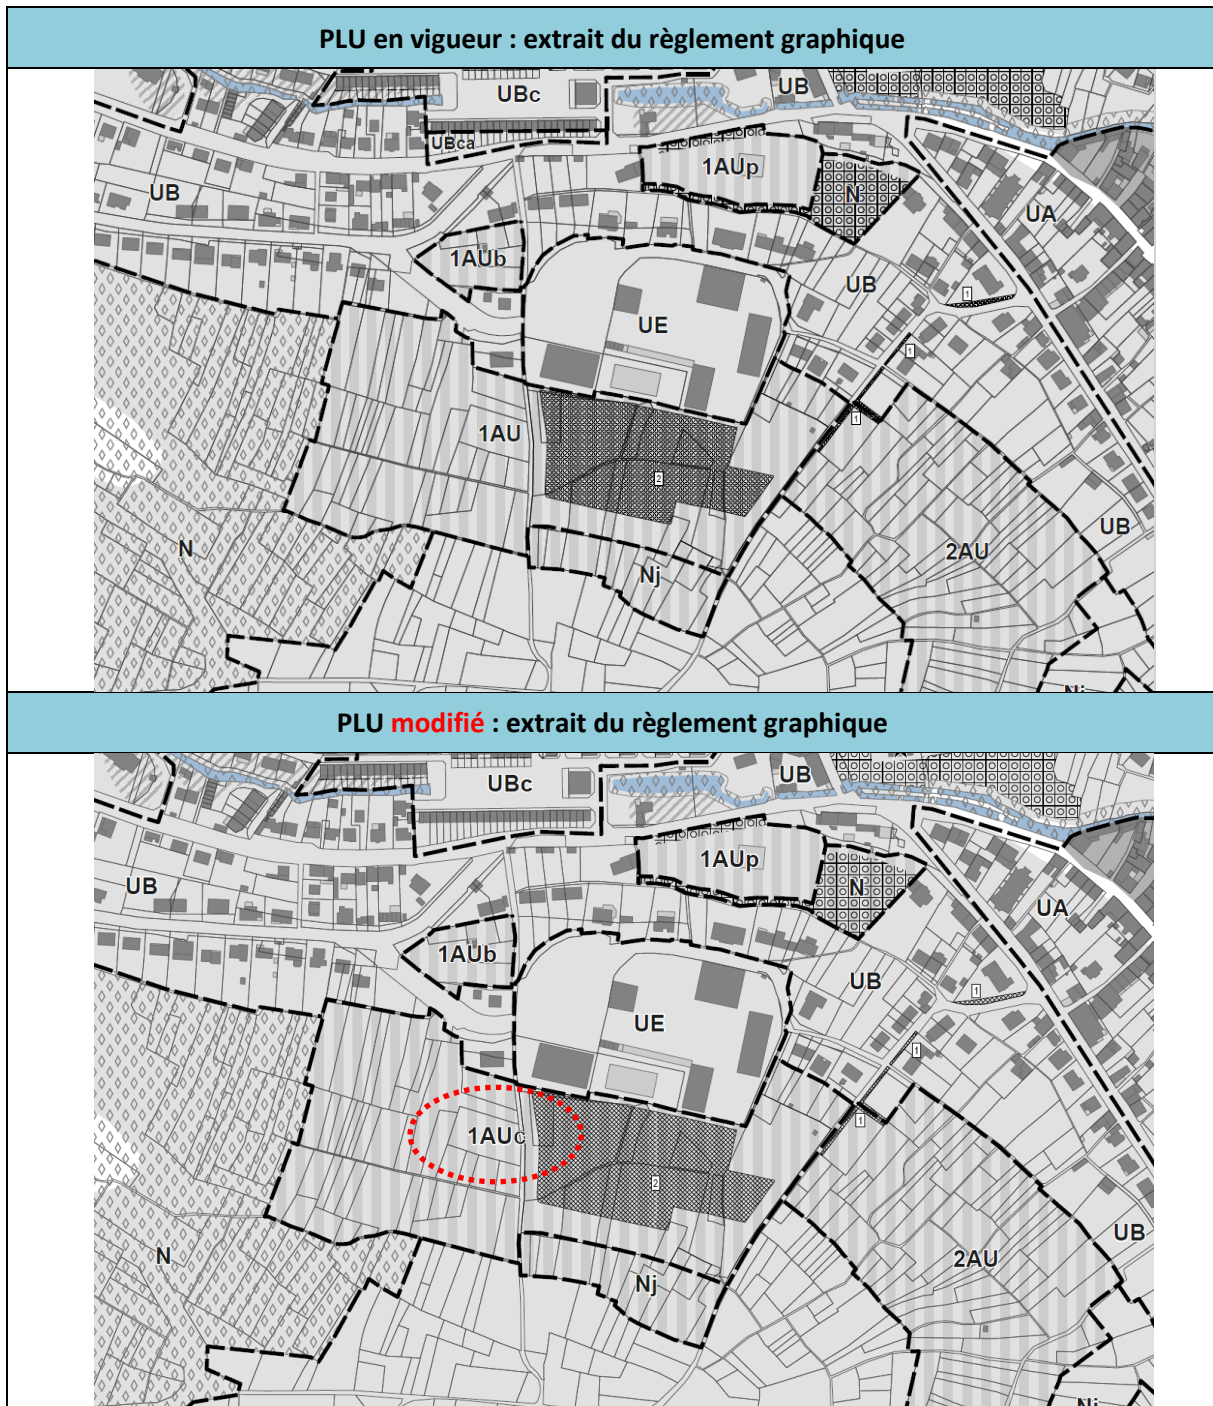 PLU en vigueur : extrait du règlement graphique
UBc
UB
UBca
1AUp
N
UB
UA
1AUb
UB
1
UE
1
1
1AU
2
UB
N
2AU
Nj
PLU modifié : extrait du règlement graphique
UBc
UB
1AUp
N
UB
UA
1AUb
UB
1
UE
1
1
1AUc
2
UB
N
2AU
Nj